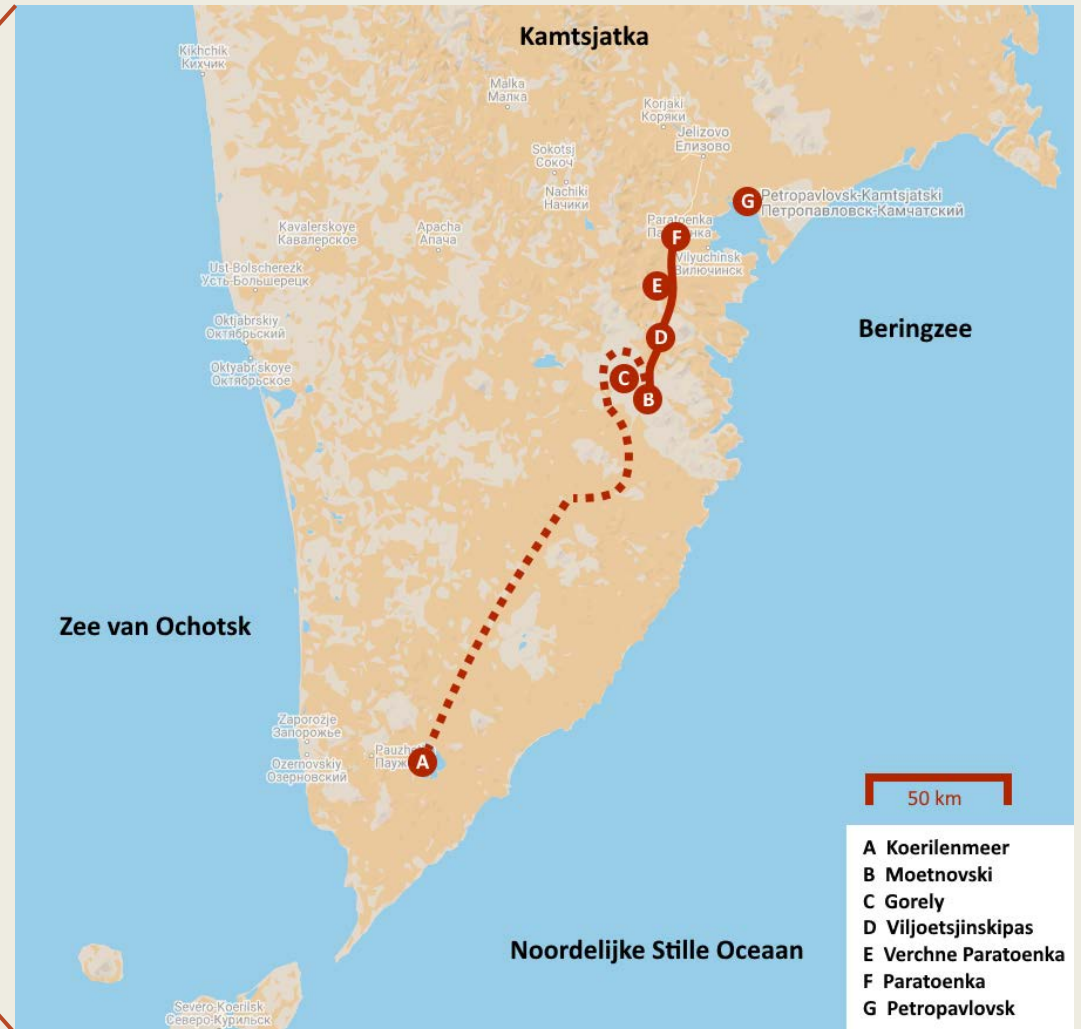 Kamtsjatka
Kikhchik
Кихчик
Malka
Малка
Korjaki
Коряки
Jelizovo
Елизово
Sokotsj
Сокоч
Nachiki
Начики
G
Petropavlovsk-Kamtsjatski
Петропавловск-Камчатский
Kavalerskoye
Кавалерское
Apacha
Апача
Paratoenka
F
Vilyuchinsk
Вилючинск
Ust-Bolscherezk
Усть-Большерецк
E
Oktjabrskiy
Октябрьский
Beringzee
D
Oktyabr'skoye
Октябрьское
C
B
Zee van Ochotsk
Zaporozje
Запорожье
Ozernovskiy
Озерновский
A
50 km
A Koerilenmeer
B Moetnovski
C Gorely
D Viljoetsjinskipas
E Verchne Paratoenka
F Paratoenka
G Petropavlovsk
Noordelijke Stille Oceaan
Severo-Koerilsk
Северо-Курильск